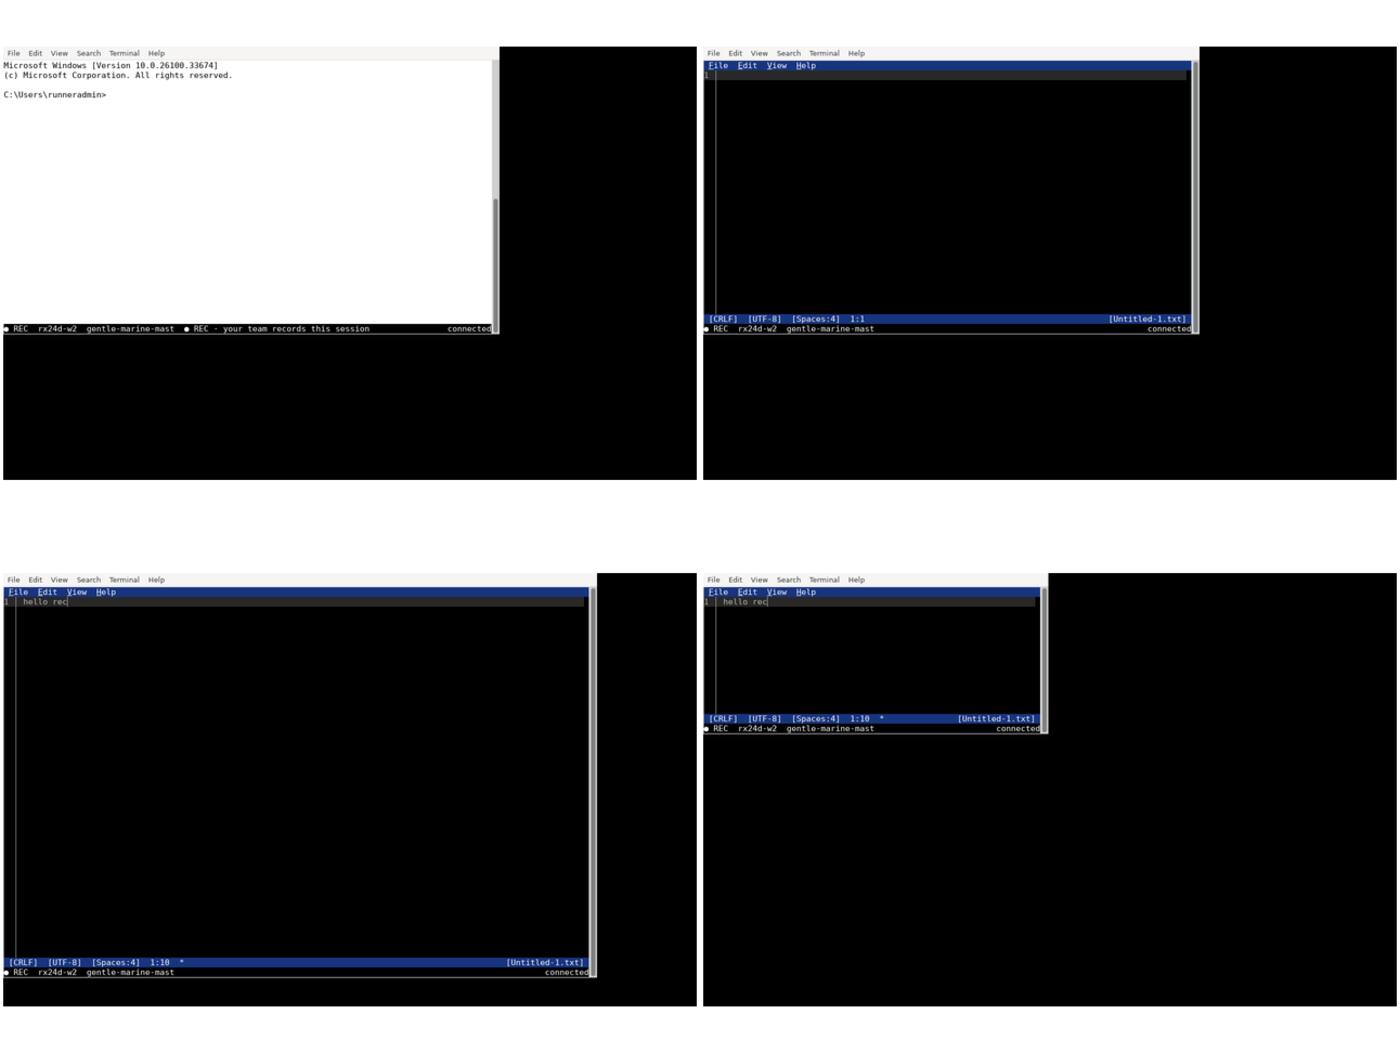 File Edit View Search Terminal Help
Microsoft Windows [Version 10.0.26100.33674]
(c) Microsoft Corporation. All rights reserved.
C:\Users\runneradmin>
● REC rx24d-w2 gentle-marine-mast ● REC - your team records this session connected
File Edit View Search Terminal Help
File Edit View Help
1
[CRLF] [UTF-8] [Spaces:4] 1:1 [Untitled-1.txt]
● REC rx24d-w2 gentle-marine-mast connected
File Edit View Search Terminal Help
File Edit View Help
1 hello rec
[CRLF] [UTF-8] [Spaces:4] 1:10 * [Untitled-1.txt]
● REC rx24d-w2 gentle-marine-mast connected
File Edit View Search Terminal Help
File Edit View Help
1 hello rec
[CRLF] [UTF-8] [Spaces:4] 1:10 * [Untitled-1.txt]
● REC rx24d-w2 gentle-marine-mast connected